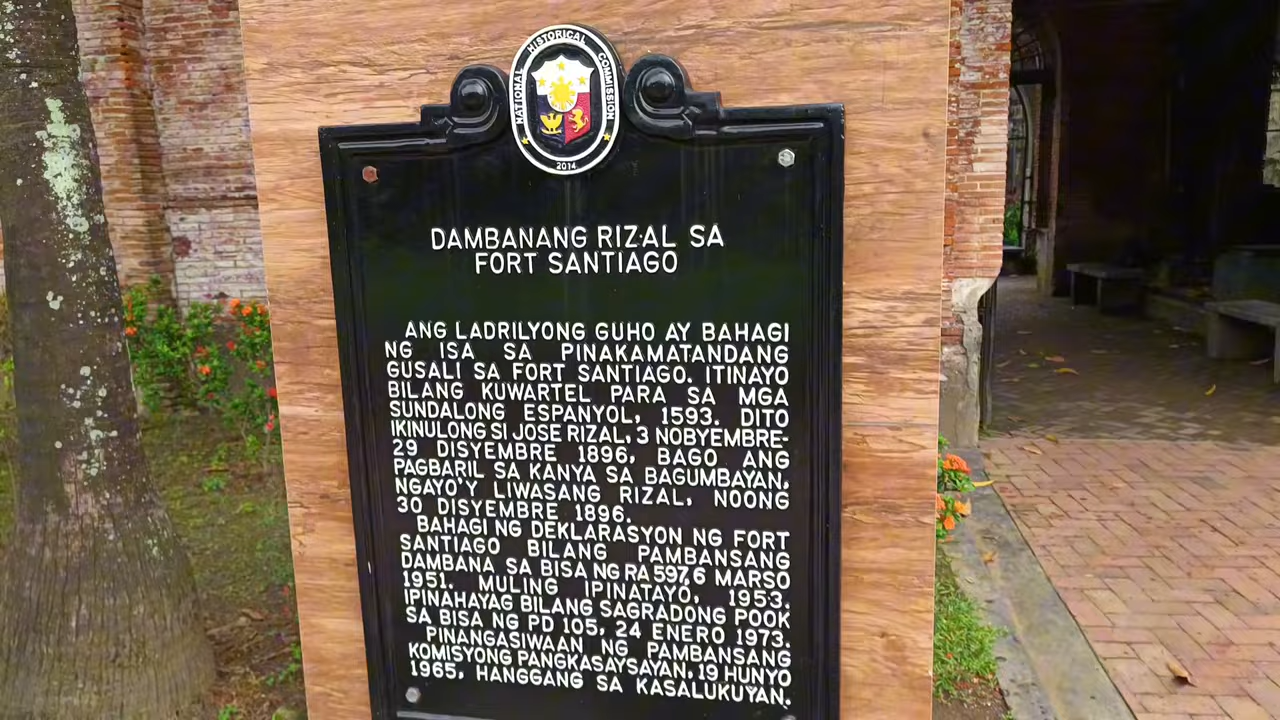 NATIONAL HISTORICAL COMMISSION
2014
DAMBANANG RIZAL SA
FORT SANTIAGO
ANG LADRILYONG GUHO AY BAHAGI
NG ISA SA PINAKAMATANDANG
GUSALI SA FORT SANTIAGO. ITINAYO
BILANG KUWARTEL PARA SA MGA
SUNDALONG ESPANYOL, 1593. DITO
IKINULONG SI JOSE RIZAL, 3 NOBYEMBRE-
29 DISYEMBRE 1896, BAGO ANG
PAGBARIL SA KANYA SA BAGUMBAYAN,
NGAYO'Y LIWASANG RIZAL, NOONG
30 DISYEMBRE 1896.
BAHAGI NG DEKLARASYON NG FORT
SANTIAGO BILANG PAMBANSANG
DAMBANA SA BISA NG RA 597,6 MARSO
1951. MULING IPINATAYO, 1953.
IPINAHAYAG BILANG SAGRADONG POOK
SA BISA NG PD 105, 24 ENERO 1973.
PINANGASIWAAN NG PAMBANSANG
KOMISYONG PANGKASAYSAYAN, 19 HUNYO
1965, HANGGANG SA KASALUKUYAN.